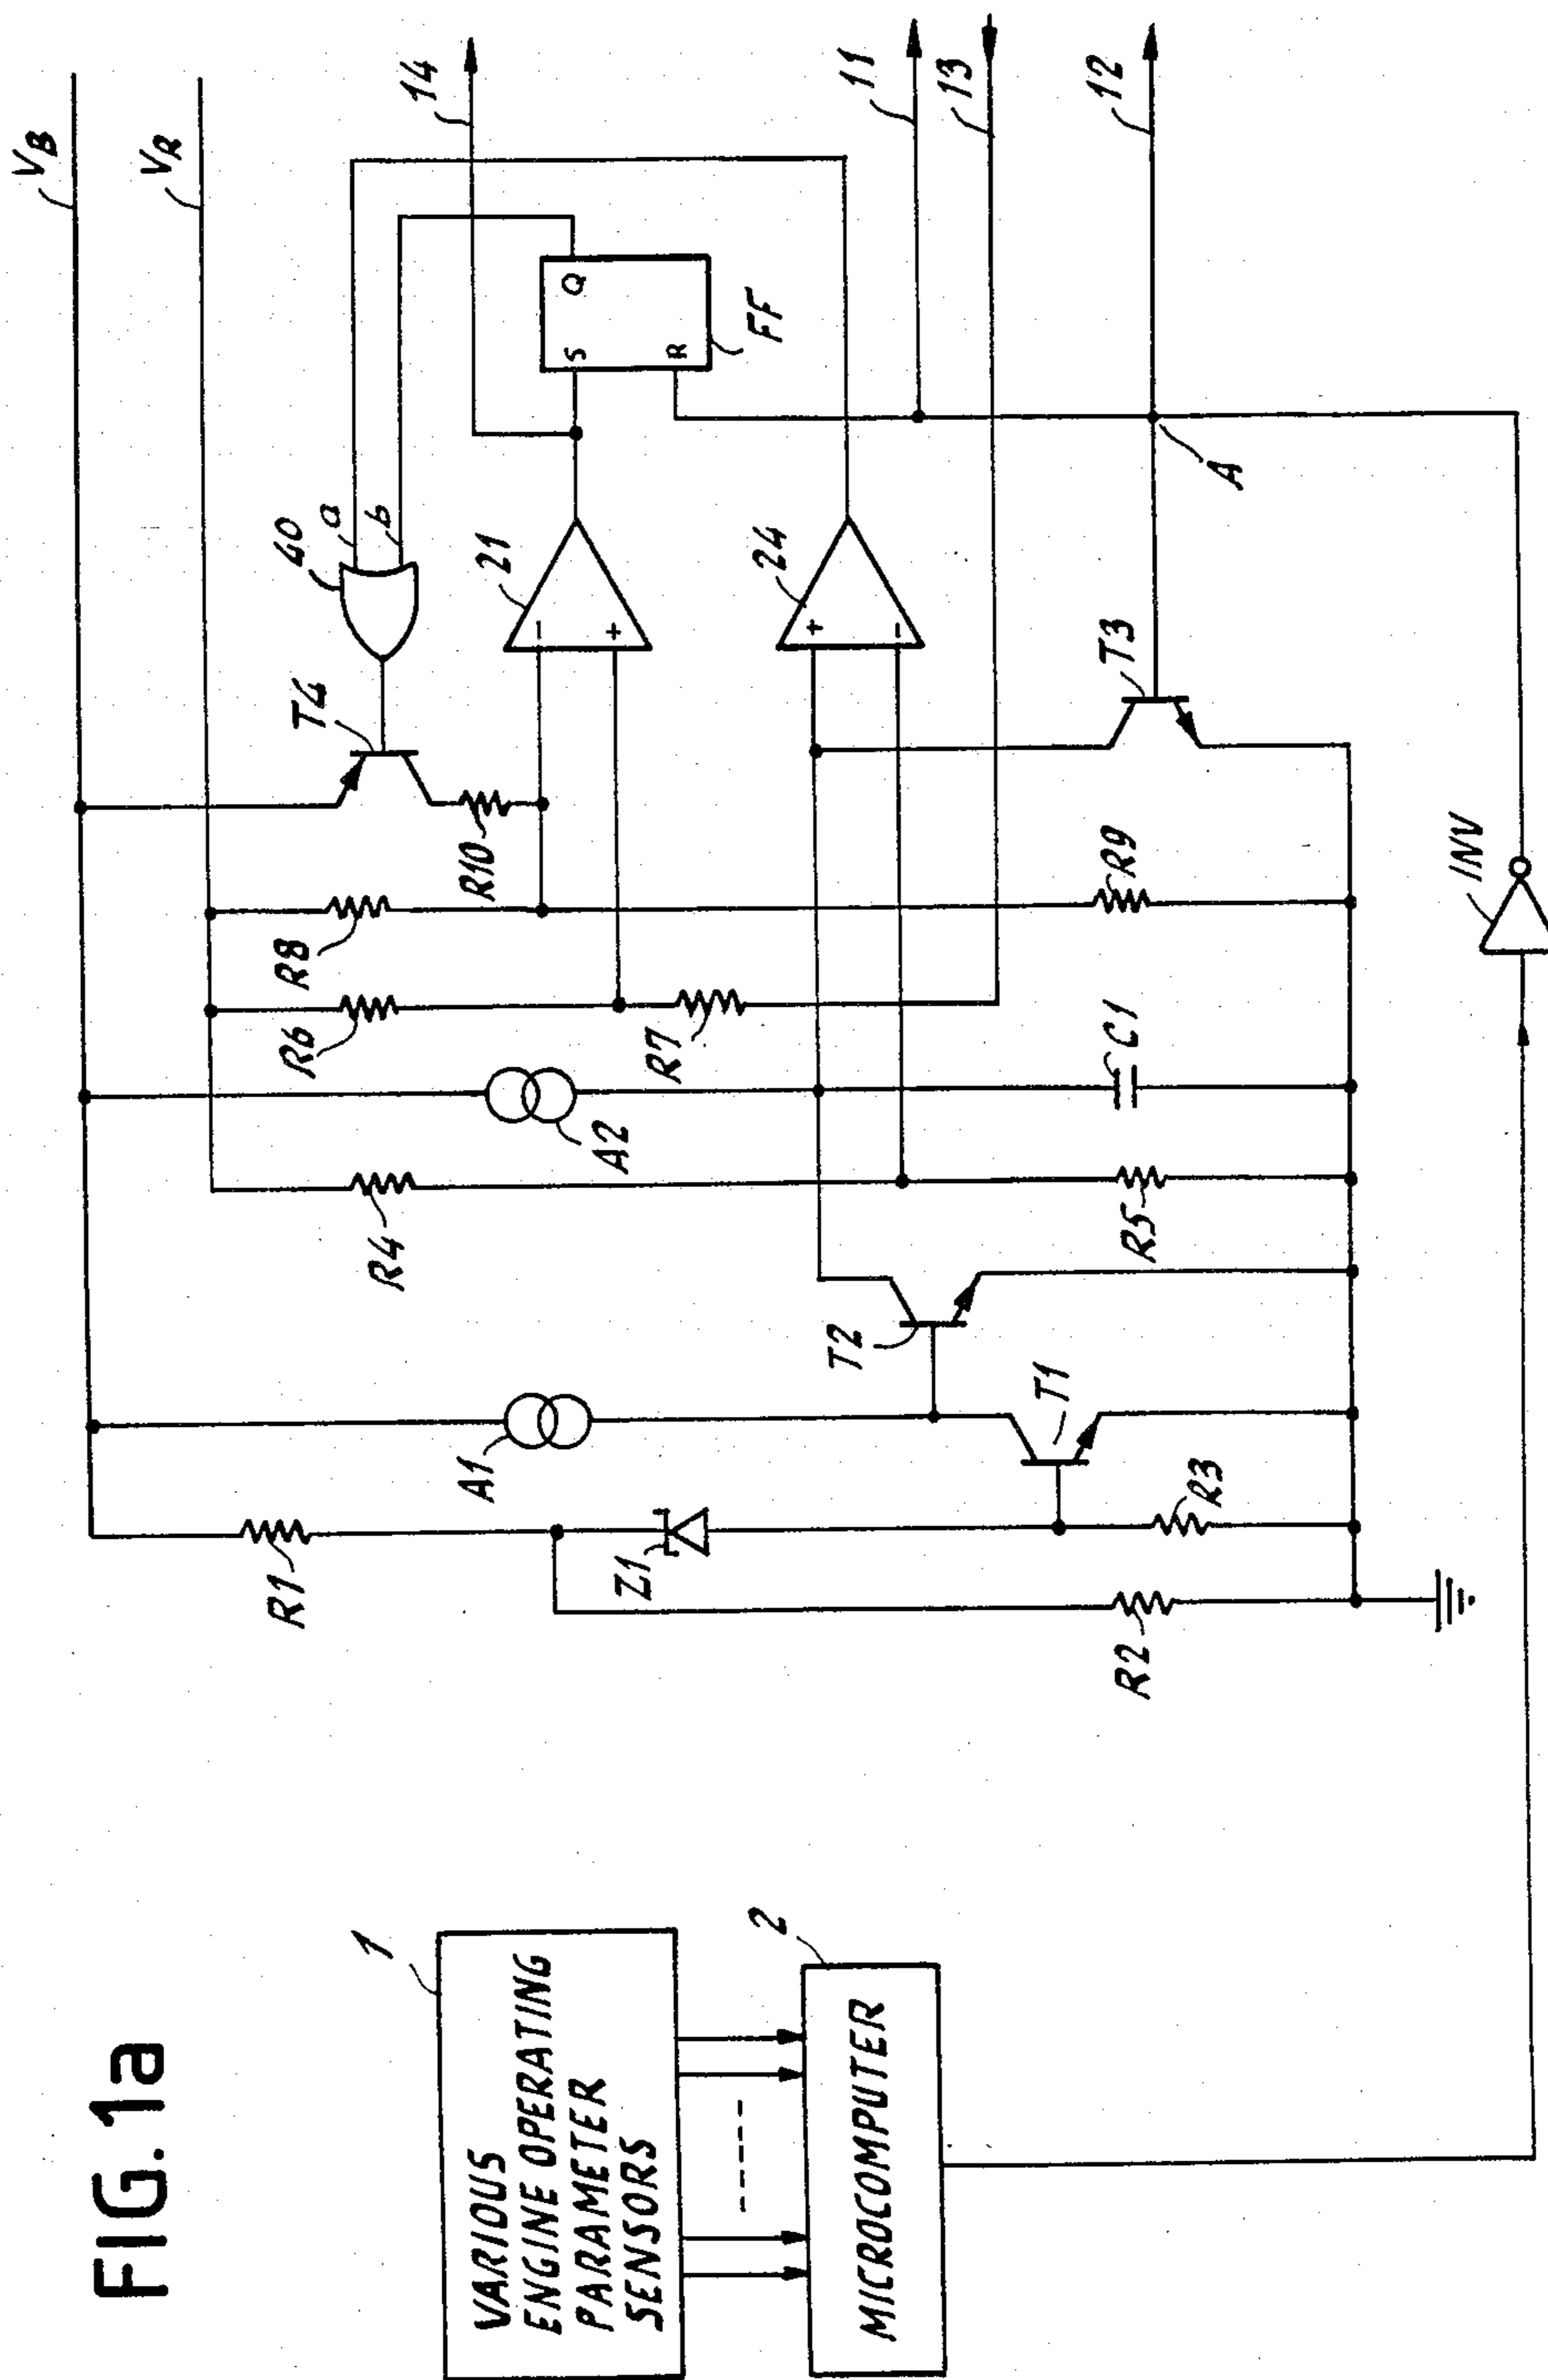 FIG.1a
1
VARIOUS
ENGINE OPERATING
PARAMETER
SENSORS
2
MICROCOMPUTER
VB
VR
R1
A1
Z1
R2
R3
T1
T2
R4
R5
A2
C1
R6
R7
R8
R9
R10
T4
40
a
b
21
-
+
24
+
-
T3
S
Q
R
FF
14
11
13
12
A
INV